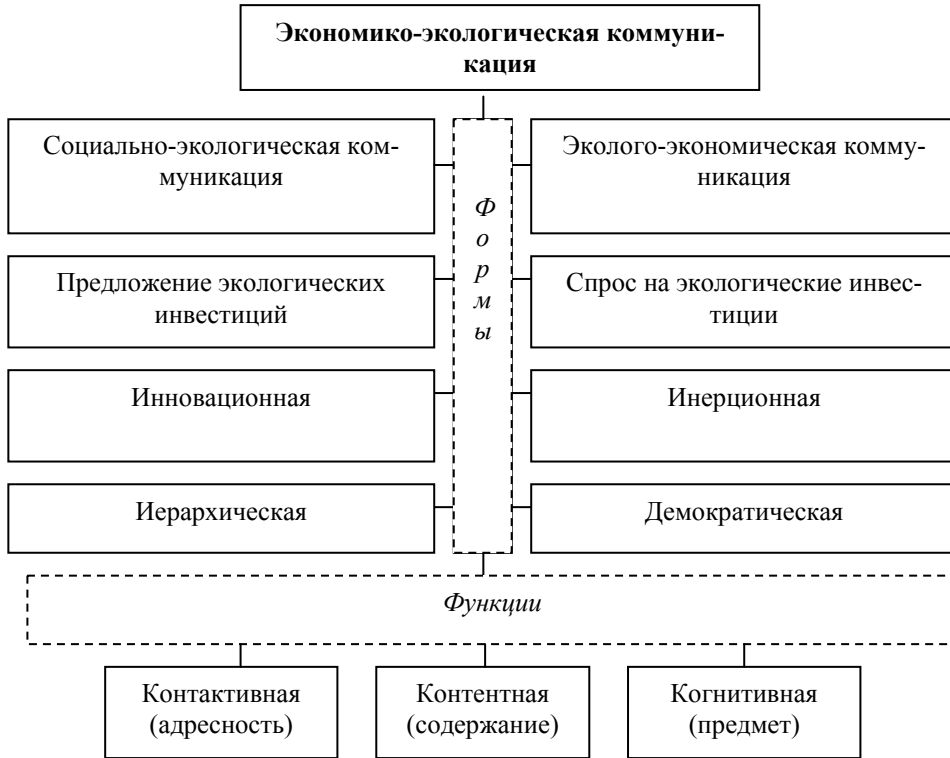 Экономико-экологическая коммуни-
кация
Социально-экологическая ком-
муникация
Эколого-экономическая комму-
никация
Формы
Предложение экологических
инвестиций
Спрос на экологические инвес-
тиции
Инновационная
Инерционная
Иерархическая
Демократическая
Функции
Контактивная
(адресность)
Контентная
(содержание)
Когнитивная
(предмет)